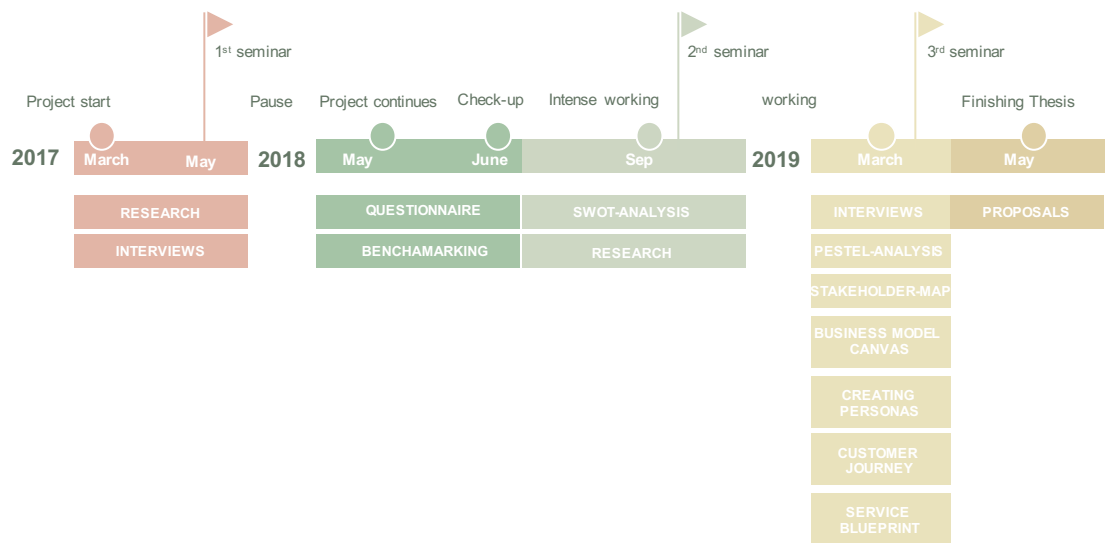 1st seminar
2nd seminar
3rd seminar
Project start
Pause
Project continues
Check-up
Intense working
working
Finishing Thesis
2017
March
May
2018
May
June
Sep
2019
March
May
RESEARCH
QUESTIONNAIRE
SWOT-ANALYSIS
INTERVIEWS
PROPOSALS
INTERVIEWS
BENCHAMARKING
RESEARCH
PESTEL-ANALYSIS
STAKEHOLDER-MAP
BUSINESS MODEL
CANVAS
CREATING
PERSONAS
CUSTOMER
JOURNEY
SERVICE
BLUEPRINT